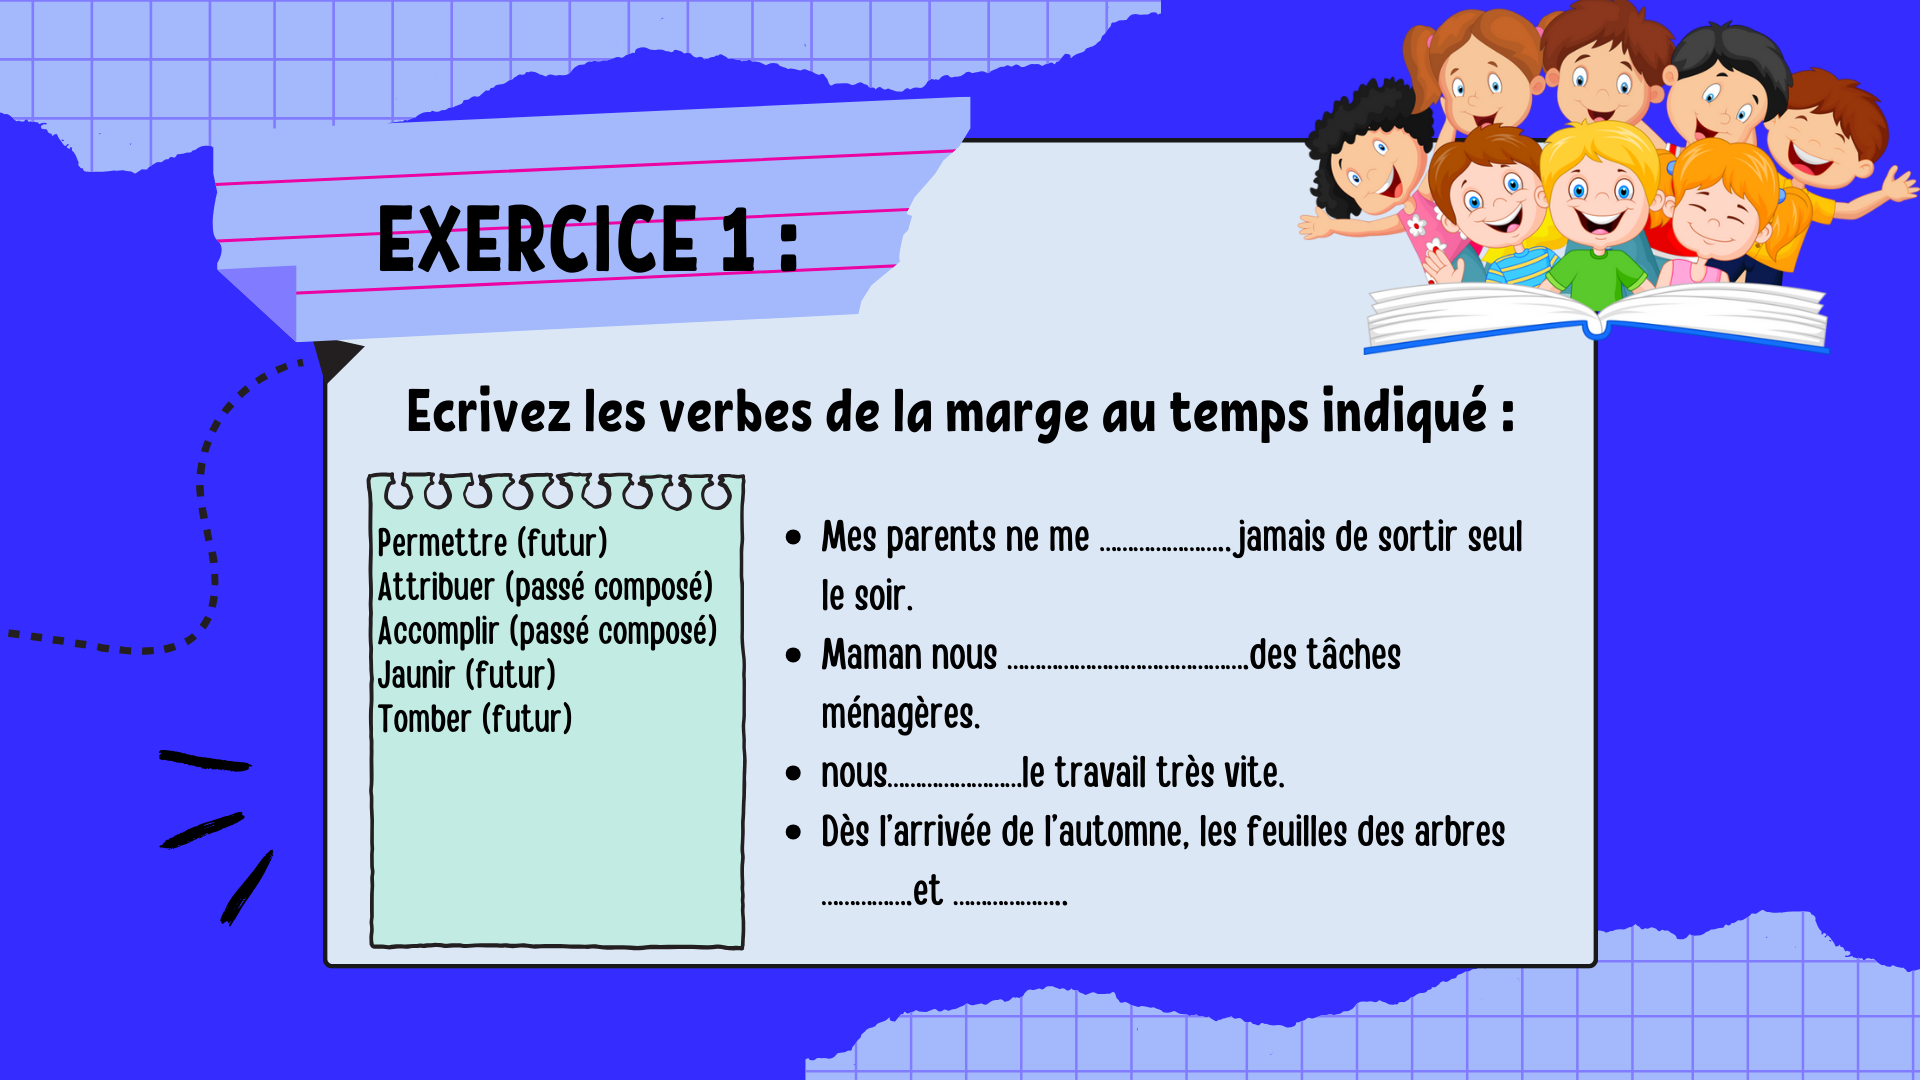 EXERCICE 1 :
Ecrivez les verbes de la marge au temps indiqué :
Permettre (futur)
Attribuer (passé composé)
Accomplir (passé composé)
Jaunir (futur)
Tomber (futur)
• Mes parents ne me ........................jamais de sortir seul
le soir.
• Maman nous ...........................................des tâches
ménagères.
• nous........................le travail très vite.
• Dès l'arrivée de l'automne, les feuilles des arbres
................et ....................